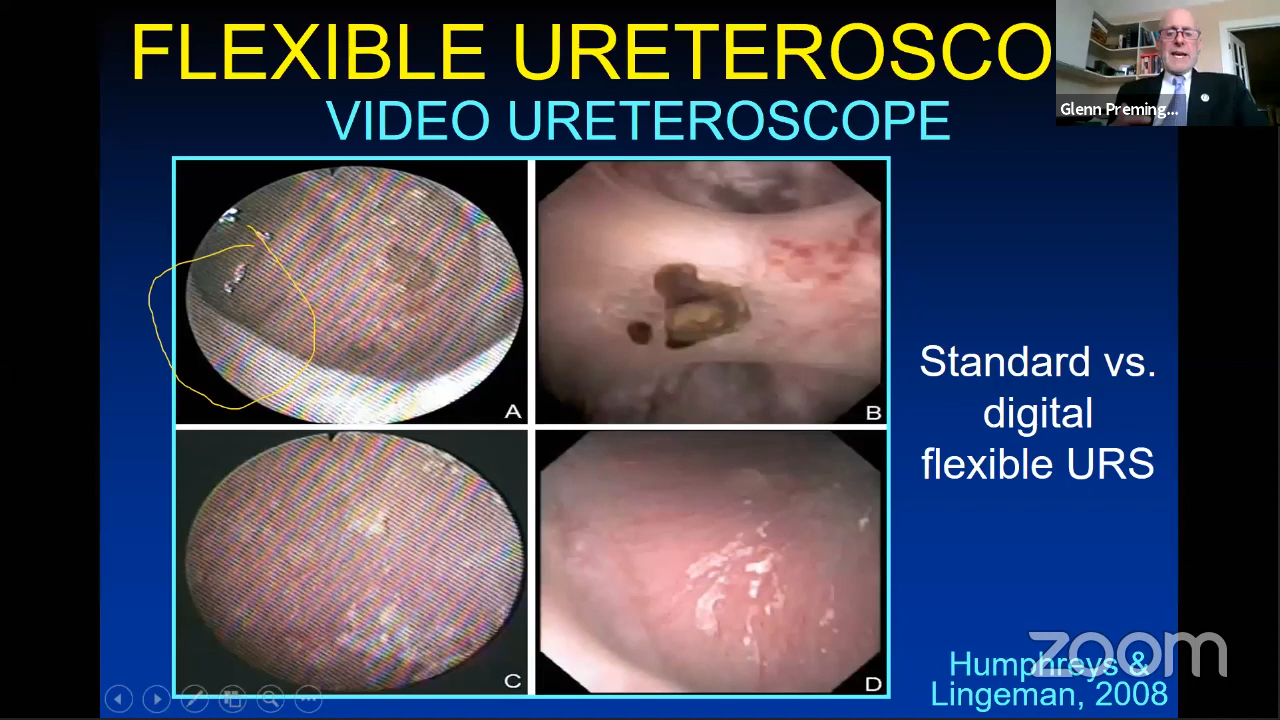 FLEXIBLE URETEROSCO
VIDEO URETEROSCOPE
Glenn Preming...
A
B
C
D
Standard vs.
digital
flexible URS
Humphreys &
Lingeman, 2008
zoom